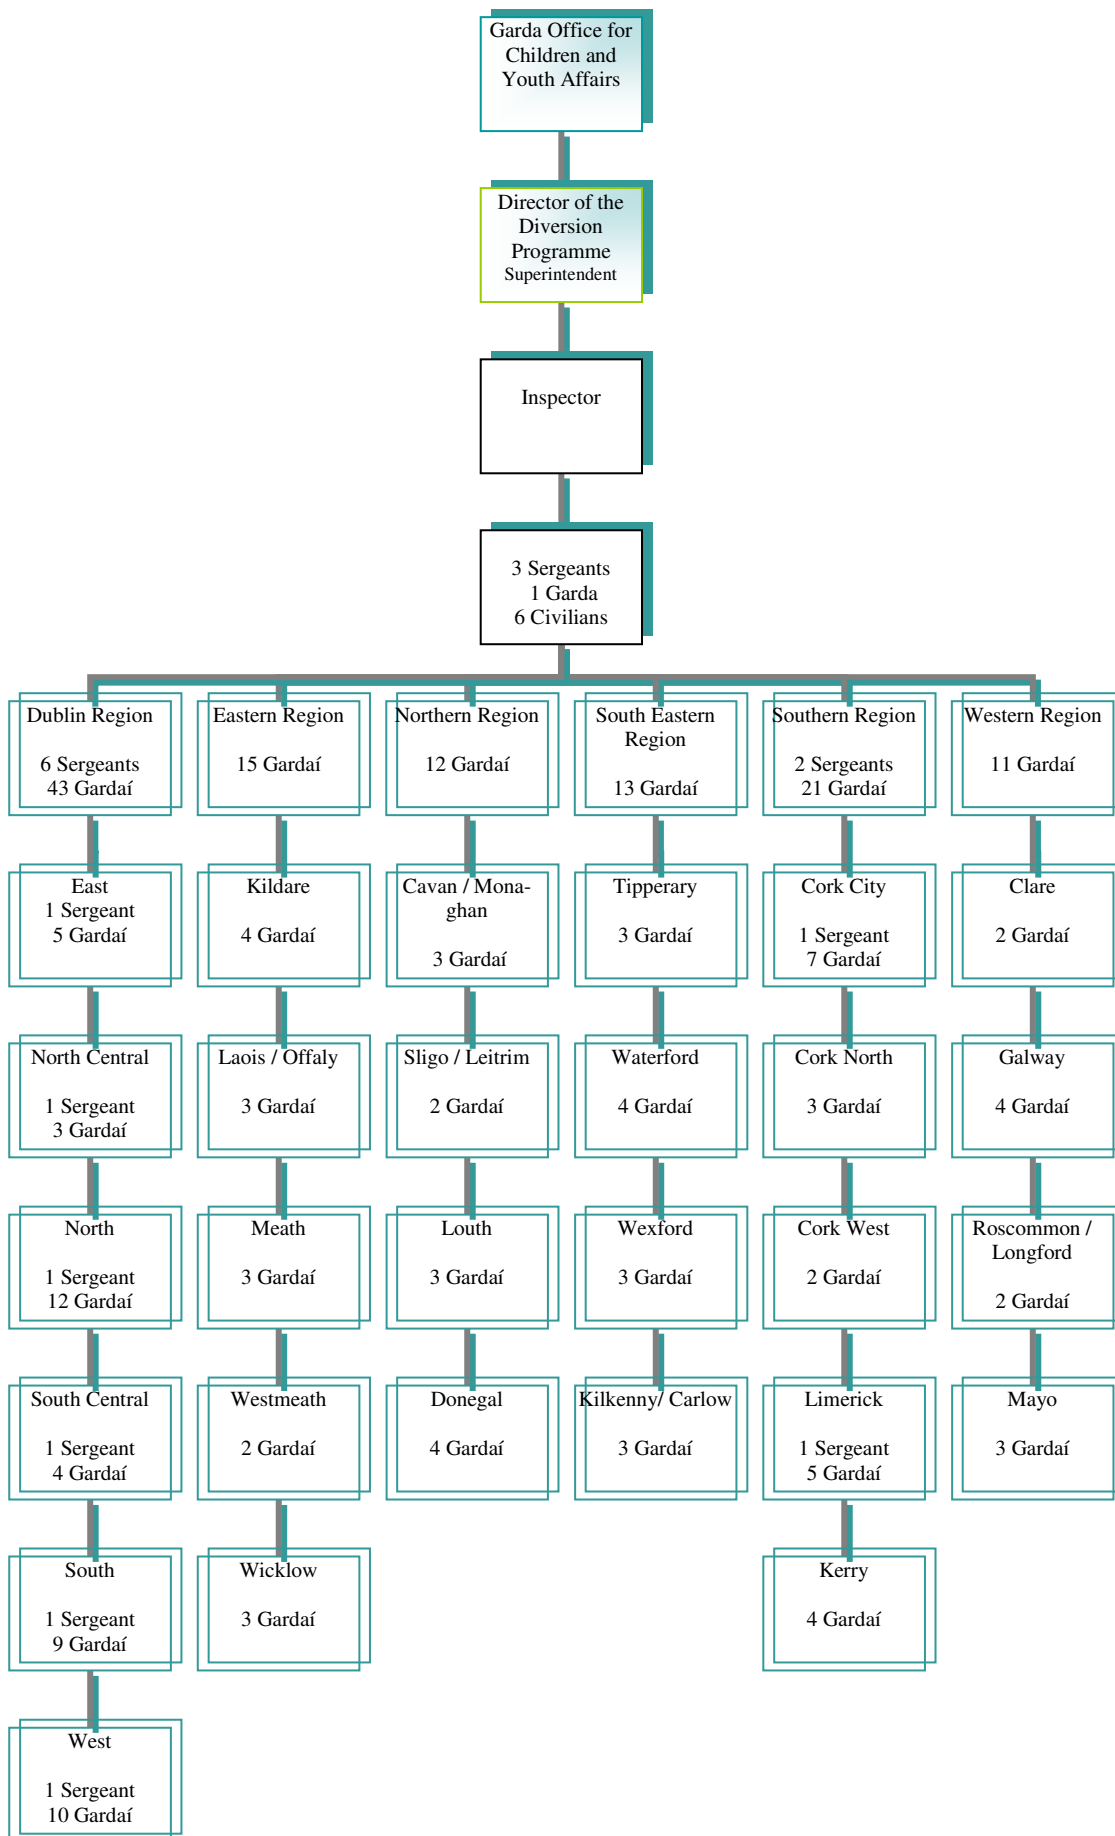 Garda Office for
Children and
Youth Affairs
Director of the
Diversion
Programme
Superintendent
Inspector
3 Sergeants
1 Garda
6 Civilians
Dublin Region
6 Sergeants
43 Gardaí
Eastern Region
15 Gardaí
Northern Region
12 Gardaí
South Eastern
Region
13 Gardaí
Southern Region
2 Sergeants
21 Gardaí
Western Region
11 Gardaí
East
1 Sergeant
5 Gardaí
Kildare
4 Gardaí
Cavan / Mona-
ghan
3 Gardaí
Tipperary
3 Gardaí
Cork City
1 Sergeant
7 Gardaí
Clare
2 Gardaí
North Central
1 Sergeant
3 Gardaí
Laois / Offaly
3 Gardaí
Sligo / Leitrim
2 Gardaí
Waterford
4 Gardaí
Cork North
3 Gardaí
Galway
4 Gardaí
North
1 Sergeant
12 Gardaí
Meath
3 Gardaí
Louth
3 Gardaí
Wexford
3 Gardaí
Cork West
2 Gardaí
Roscommon /
Longford
2 Gardaí
South Central
1 Sergeant
4 Gardaí
Westmeath
2 Gardaí
Donegal
4 Gardaí
Kilkenny/ Carlow
3 Gardaí
Limerick
1 Sergeant
5 Gardaí
Mayo
3 Gardaí
South
1 Sergeant
9 Gardaí
Wicklow
3 Gardaí
Kerry
4 Gardaí
West
1 Sergeant
10 Gardaí